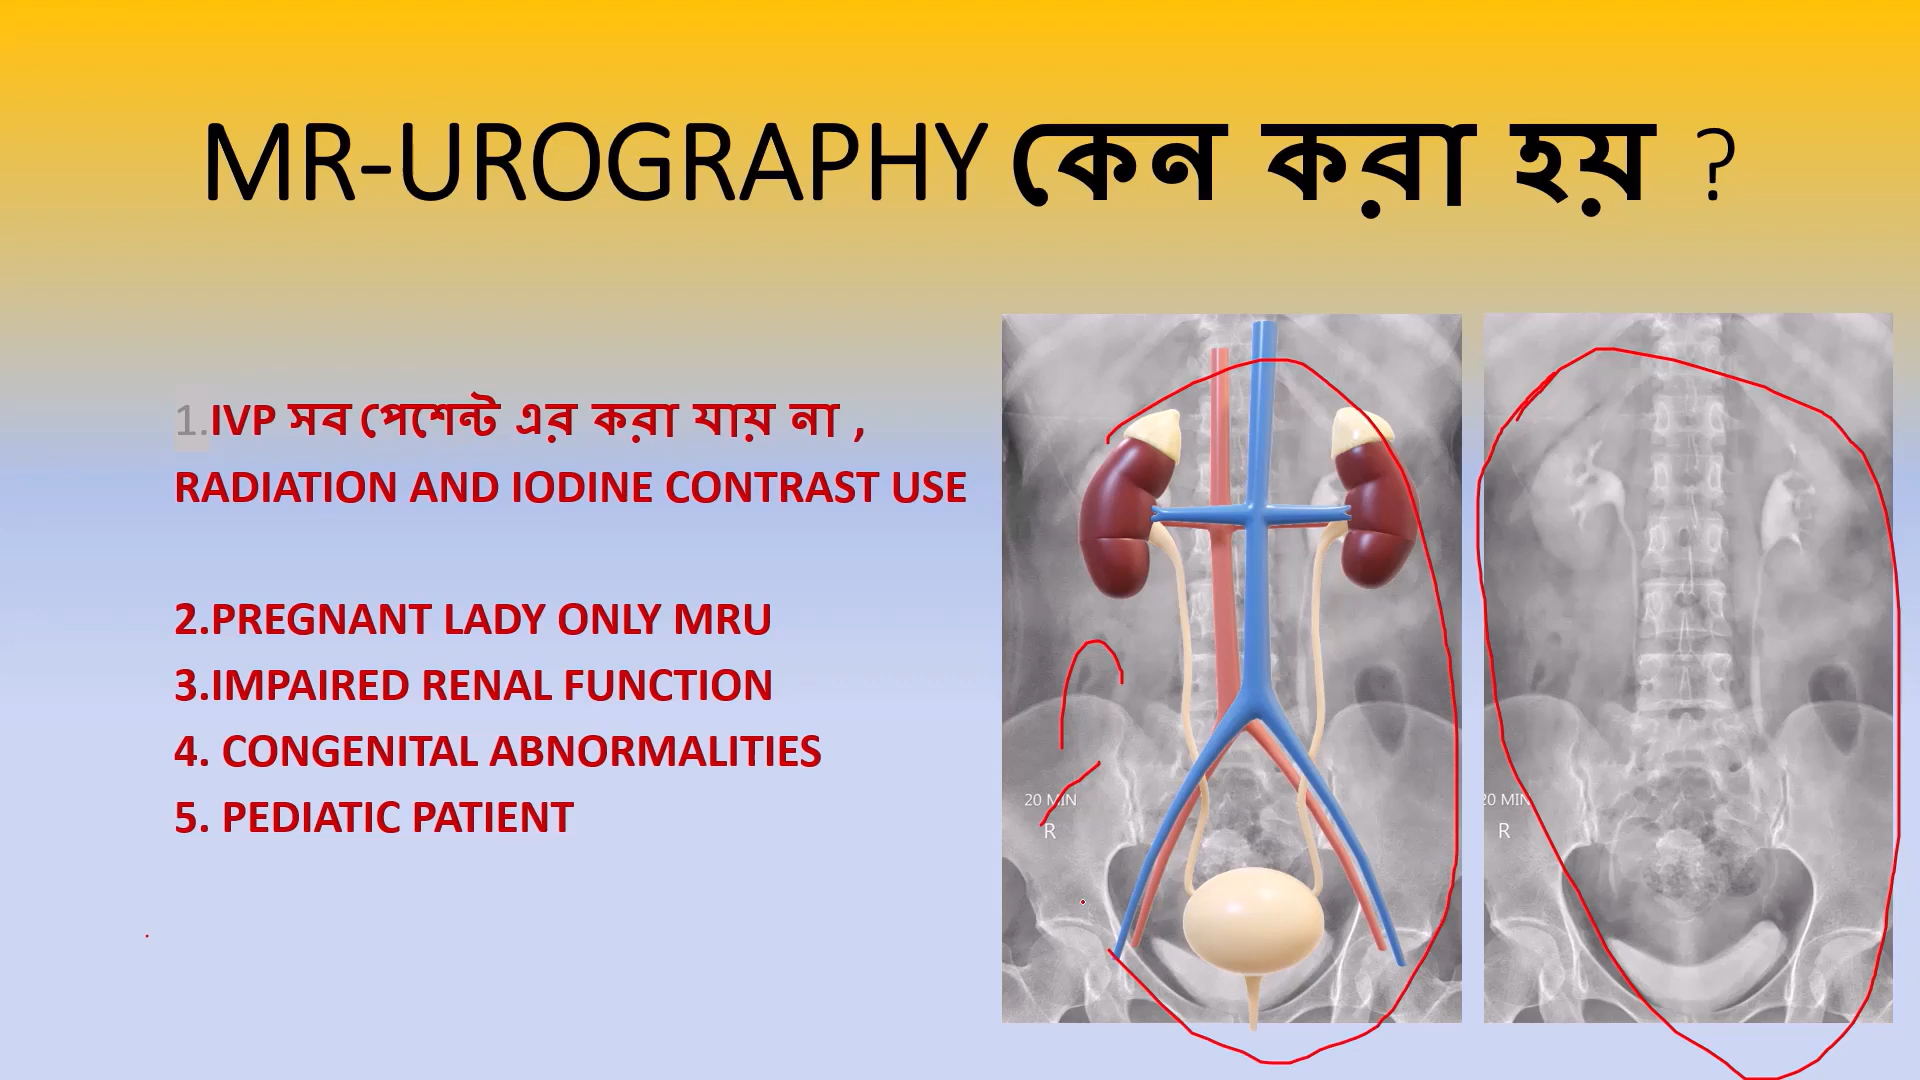 MR-UROGRAPHY কেন করা হয় ?
1.IVP সব পেশেন্ট এর করা যায় না ,
RADIATION AND IODINE CONTRAST USE
2.PREGNANT LADY ONLY MRU
3.IMPAIRED RENAL FUNCTION
4. CONGENITAL ABNORMALITIES
5. PEDIATIC PATIENT
20 MIN
R
20 MIN
R